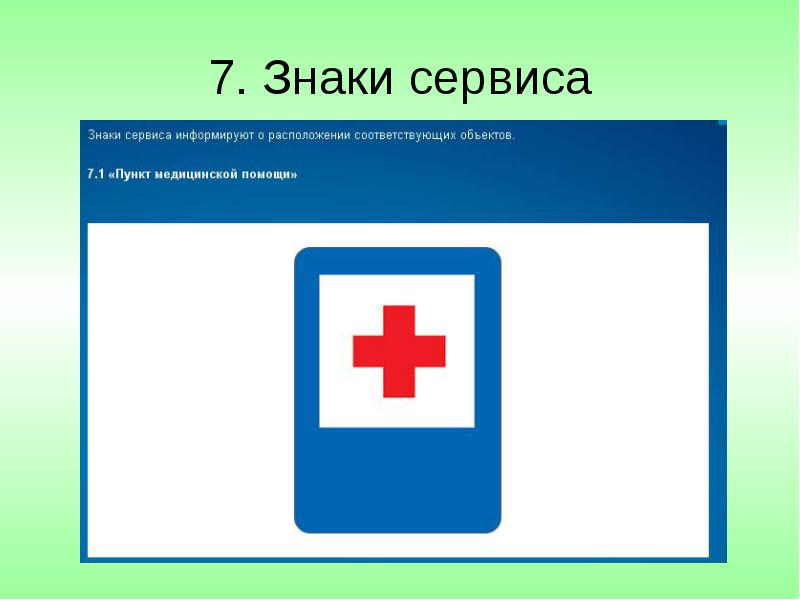 7. Знаки сервиса
Знаки сервиса информируют о расположении соответствующих объектов.
7.1 «Пункт медицинской помощи»